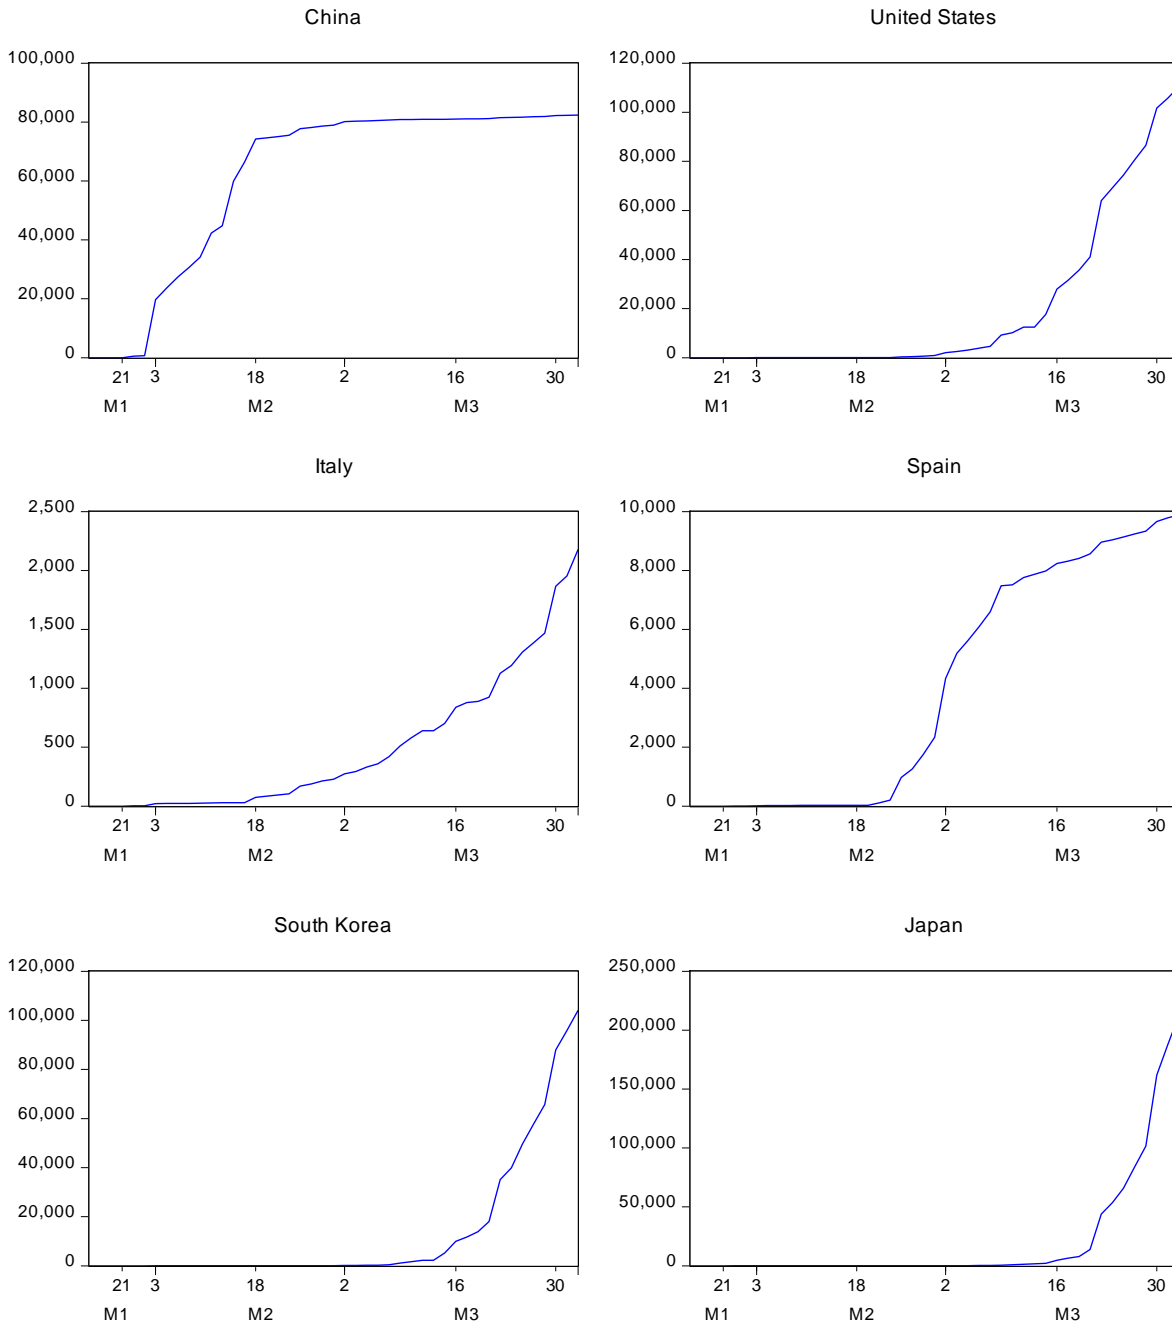 China
100,000
80,000
60,000
40,000
20,000
0
21 3 18 2 16 30
M1 M2 M3
United States
120,000
100,000
80,000
60,000
40,000
20,000
0
21 3 18 2 16 30
M1 M2 M3
Italy
2,500
2,000
1,500
1,000
500
0
21 3 18 2 16 30
M1 M2 M3
Spain
10,000
8,000
6,000
4,000
2,000
0
21 3 18 2 16 30
M1 M2 M3
South Korea
120,000
100,000
80,000
60,000
40,000
20,000
0
21 3 18 2 16 30
M1 M2 M3
Japan
250,000
200,000
150,000
100,000
50,000
0
21 3 18 2 16 30
M1 M2 M3